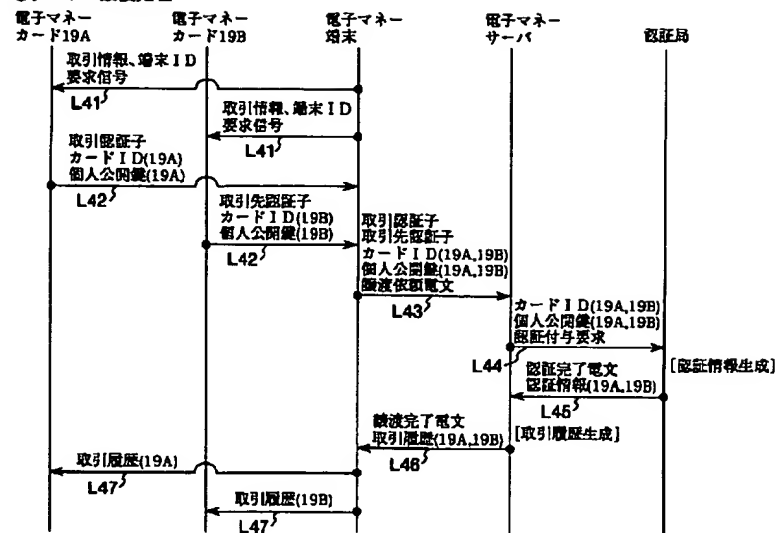 電子マネー
カード19A
電子マネー
カード19B
電子マネー
端末
電子マネー
サーバ
認証局
取引情報、端末ID
要求信号
L41
取引情報、端末ID
要求信号
L41
取引認証子
カードID(19A)
個人公開鍵(19A)
L42
取引先認証子
カードID(19B)
個人公開鍵(19B)
L42
取引認証子
取引先認証子
カードID(19A,19B)
個人公開鍵(19A,19B)
譲渡依頼電文
L43
カードID(19A,19B)
個人公開鍵(19A,19B)
認証付与要求
L44
[認証情報生成]
認証完了電文
認証情報(19A,19B)
L45
[取引履歴生成]
譲渡完了電文
取引履歴(19A,19B)
L46
取引履歴(19A)
L47
取引履歴(19B)
L47